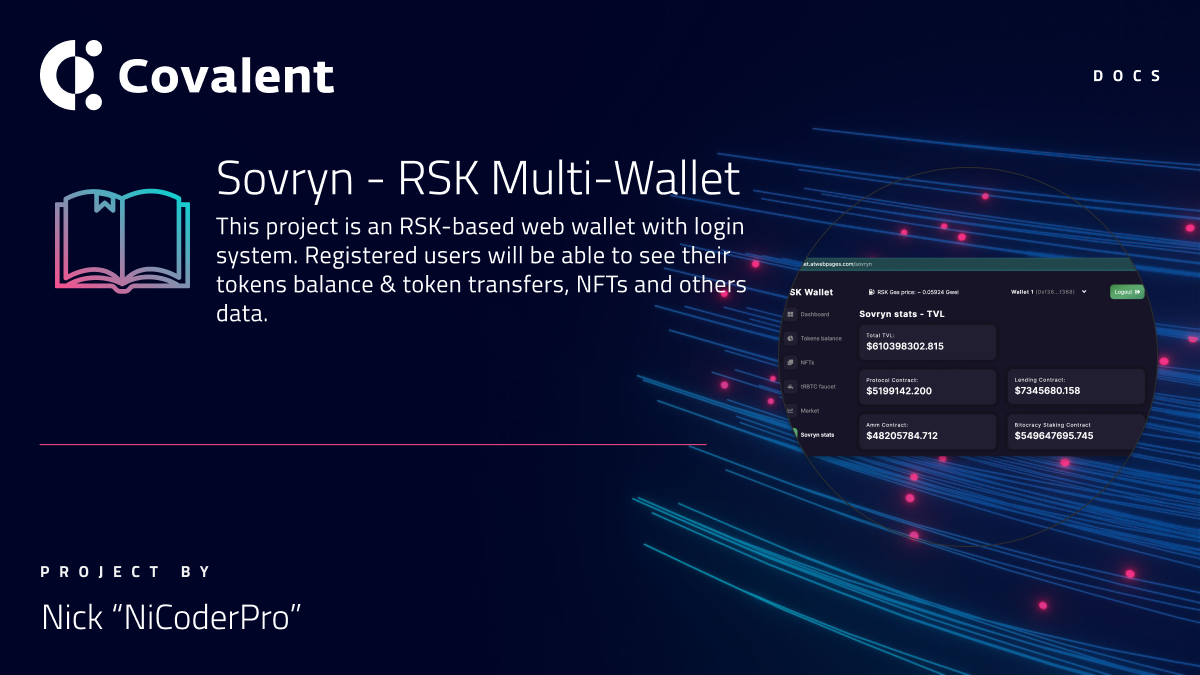 Covalent
DOCS
Sovryn - RSK Multi-Wallet
This project is an RSK-based web wallet with login
system. Registered users will be able to see their
tokens balance & token transfers, NFTs and others
data.
et.atwebpages.com/sovryn
SK Wallet
RSK Gas price: ~ 0.05924 Gwei
Wallet 1 (0xf36...f368)
Logout
Dashboard
Sovryn stats - TVL
Tokens balance
Total TVL:
$610398302.815
NFTs
tRBTC faucet
Protocol Contract:
$5199142.200
Lending Contract:
$7345680.158
Market
Sovryn stats
Amm Contract:
$48205784.712
Bitocracy Staking Contract
$549647695.745
PROJECT BY
Nick “NiCoderPro”